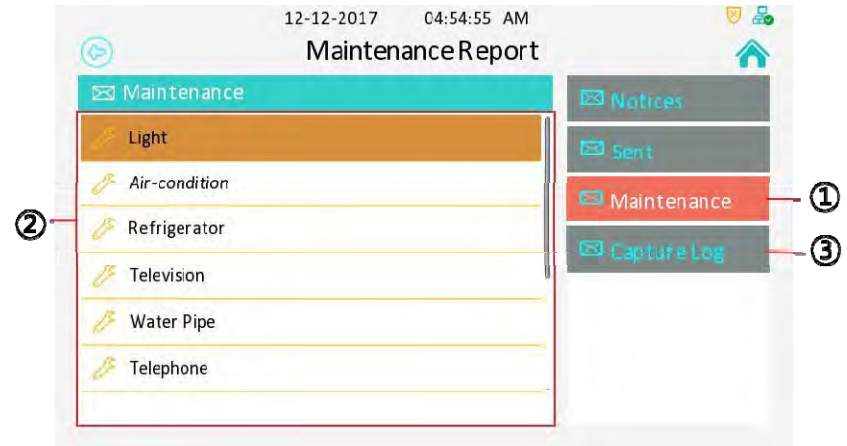 12-12-2017 04:54:55 AM
Maintenance Report
Maintenance
Light
Air-condition
Refrigerator
Television
Water Pipe
Telephone
Notices
Sent
Maintenance
Capture Log
①
②
③